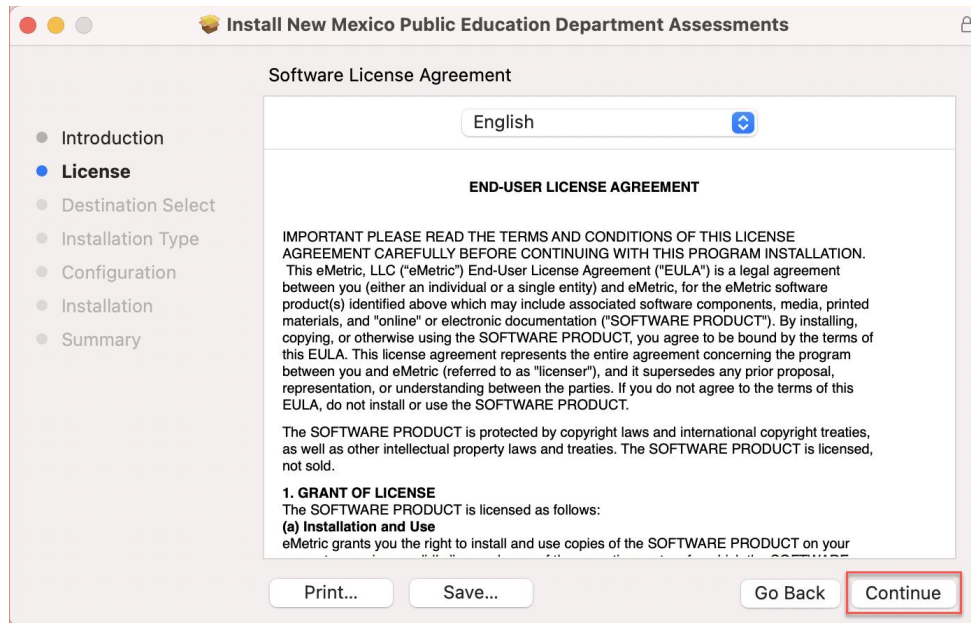 Install New Mexico Public Education Department Assessments
Software License Agreement
Introduction
License
Destination Select
Installation Type
Configuration
Installation
Summary
English
END-USER LICENSE AGREEMENT
IMPORTANT PLEASE READ THE TERMS AND CONDITIONS OF THIS LICENSE
AGREEMENT CAREFULLY BEFORE CONTINUING WITH THIS PROGRAM INSTALLATION.
This eMetric, LLC (“eMetric”) End-User License Agreement ("EULA") is a legal agreement
between you (either an individual or a single entity) and eMetric, for the eMetric software
product(s) identified above which may include associated software components, media, printed
materials, and "online" or electronic documentation ("SOFTWARE PRODUCT"). By installing,
copying, or otherwise using the SOFTWARE PRODUCT, you agree to be bound by the terms of
this EULA. This license agreement represents the entire agreement concerning the program
between you and eMetric (referred to as "licenser"), and it supersedes any prior proposal,
representation, or understanding between the parties. If you do not agree to the terms of this
EULA, do not install or use the SOFTWARE PRODUCT.
The SOFTWARE PRODUCT is protected by copyright laws and international copyright treaties,
as well as other intellectual property laws and treaties. The SOFTWARE PRODUCT is licensed,
not sold.
1. GRANT OF LICENSE
The SOFTWARE PRODUCT is licensed as follows:
(a) Installation and Use
eMetric grants you the right to install and use copies of the SOFTWARE PRODUCT on your
Print...
Save...
Go Back
Continue